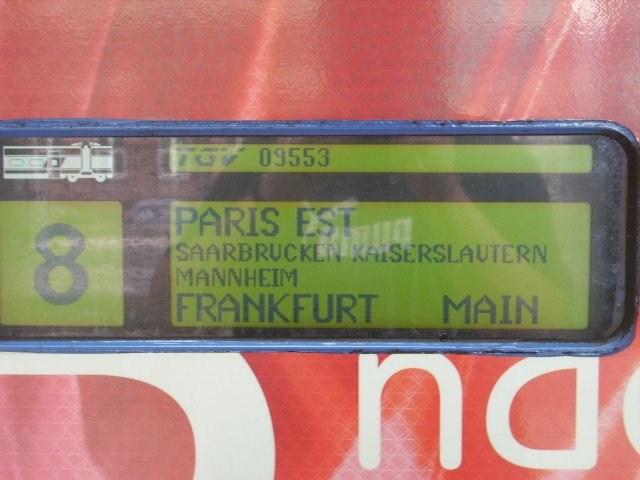 TGV 09553
8
PARIS EST
SAARBRUCKEN KAISERSLAUTERN
MANNHEIM
FRANKFURT MAIN